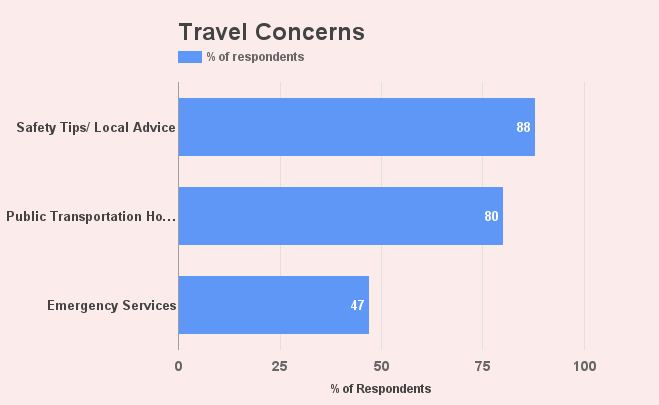 Travel Concerns
% of respondents
Safety Tips/ Local Advice
88
Public Transportation Ho...
80
Emergency Services
47
0 25 50 75 100
% of Respondents